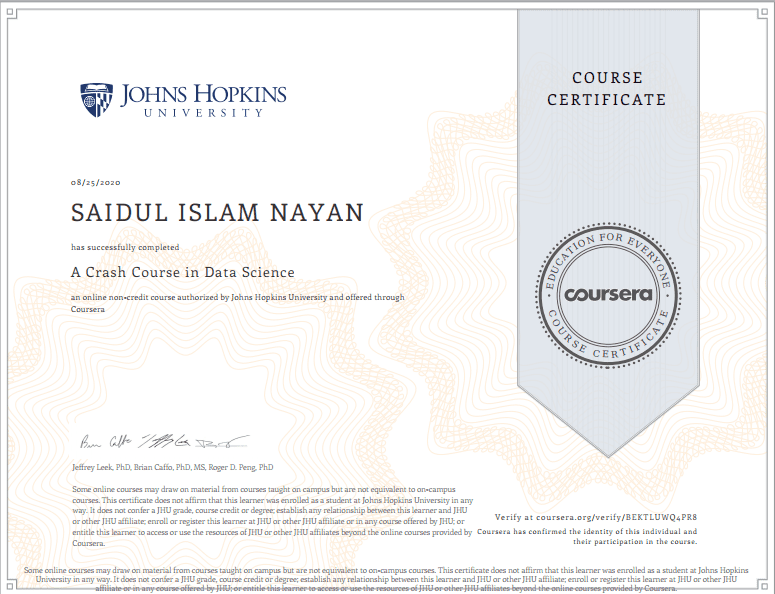 JOHNS HOPKINS
UNIVERSITY
COURSE
CERTIFICATE
08/25/2020
SAIDUL ISLAM NAYAN
has successfully completed
A Crash Course in Data Science
an online non-credit course authorized by Johns Hopkins University and offered through
Coursera
EDUCATION FOR EVERYONE
coursera
COURSE CERTIFICATE
Jeffrey Leek, PhD, Brian Caffo, PhD, MS, Roger D. Peng, PhD
Some online courses may draw on material from courses taught on campus but are not equivalent to on-campus
courses. This certificate does not affirm that this learner was enrolled as a student at Johns Hopkins University in any
way. It does not confer a JHU grade, course credit or degree; establish any relationship between this learner and JHU
or other JHU affiliate; enroll or register this learner at JHU or other JHU affiliate or in any course offered by JHU; or
entitle this learner to access or use the resources of JHU or other JHU affiliates beyond the online courses provided by
Coursera.
Verify at coursera.org/verify/BEKTLUWQ4PR8
Coursera has confirmed the identity of this individual and
their participation in the course.
Some online courses may draw on material from courses taught on campus but are not equivalent to on-campus courses. This certificate does not affirm that this learner was enrolled as a student at Johns Hopkins
University in any way. It does not confer a JHU grade, course credit or degree; establish any relationship between this learner and JHU or other JHU affiliate; enroll or register this learner at JHU or other JHU
affiliate or in any course offered by JHU; or entitle this learner to access or use the resources of JHU or other JHU affiliates beyond the online courses provided by Coursera.